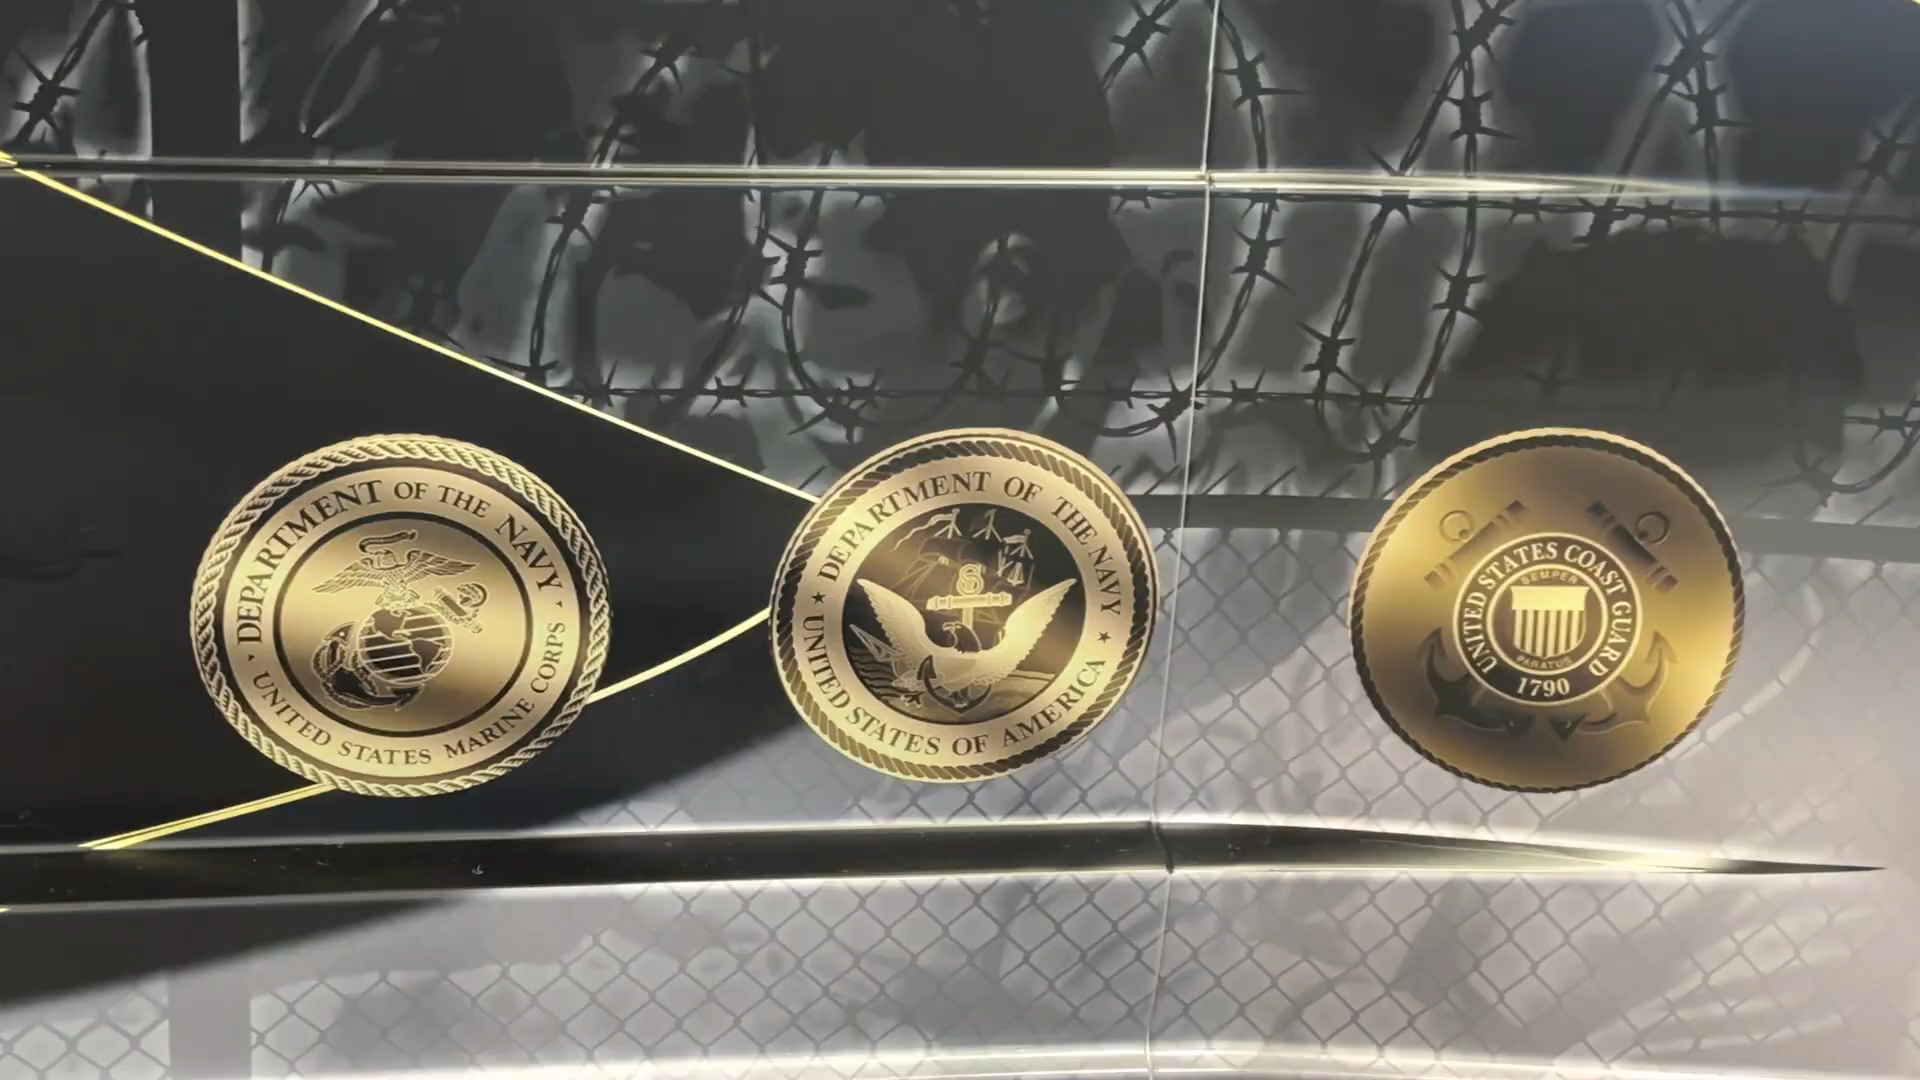 DEPARTMENT OF THE NAVY
UNITED STATES MARINE CORPS
DEPARTMENT OF THE NAVY
UNITED STATES OF AMERICA
UNITED STATES COAST GUARD
SEMPER
PARATUS
1790